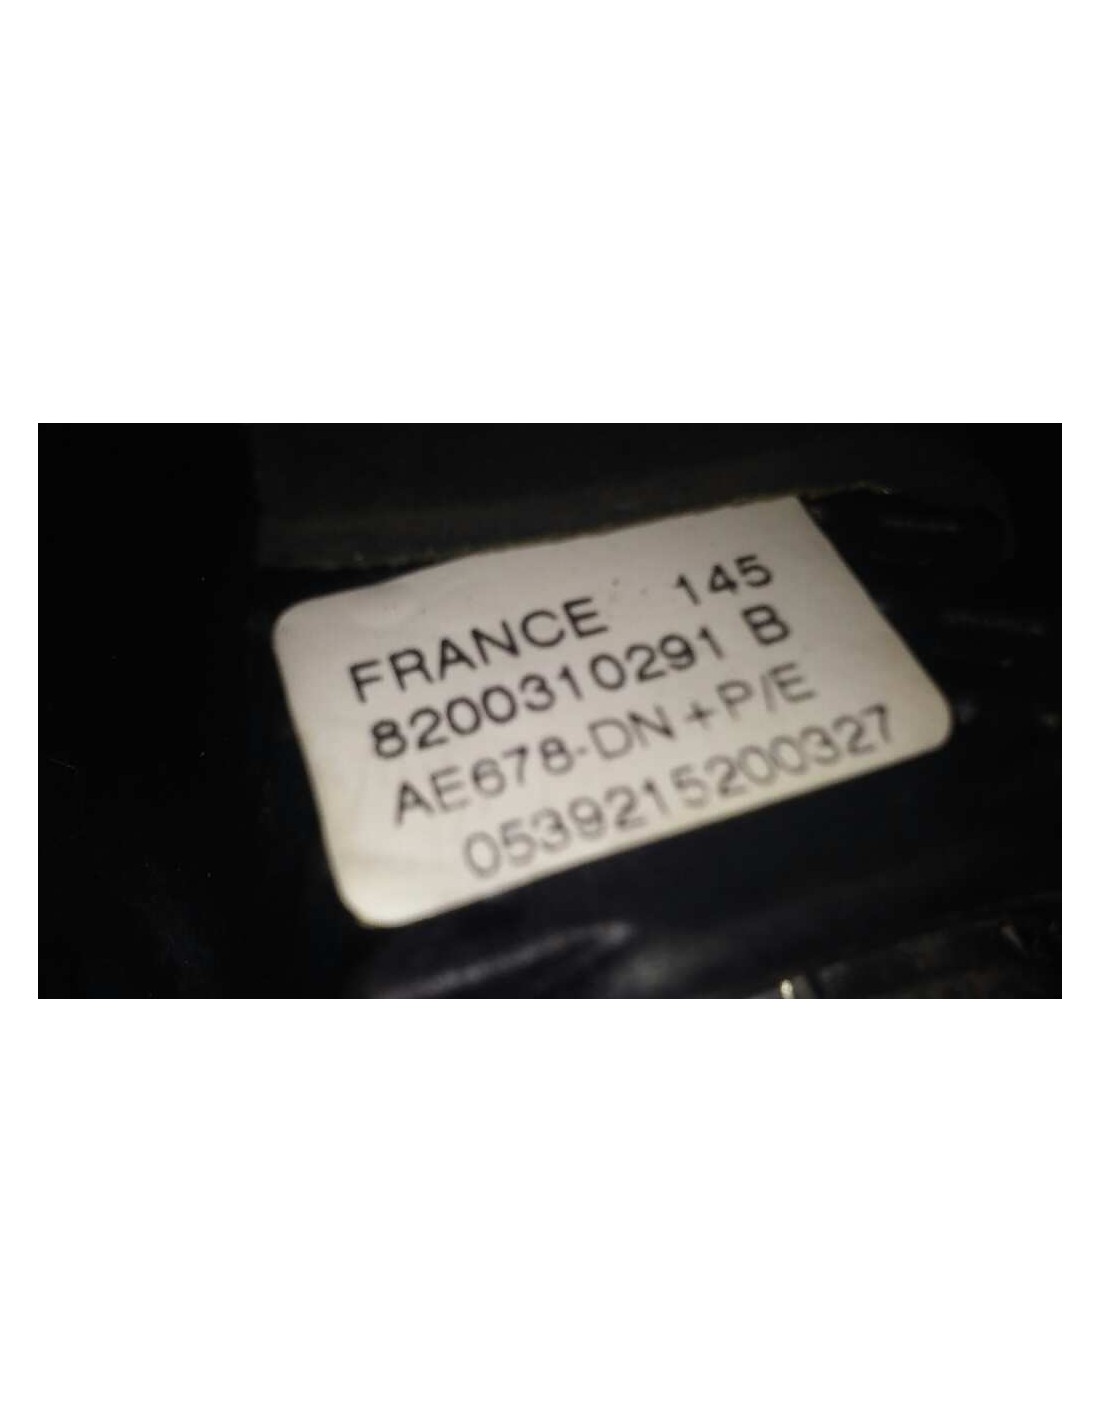 FRANCE 145
8200310291 B
AE678-DN+P/E
0539215200327